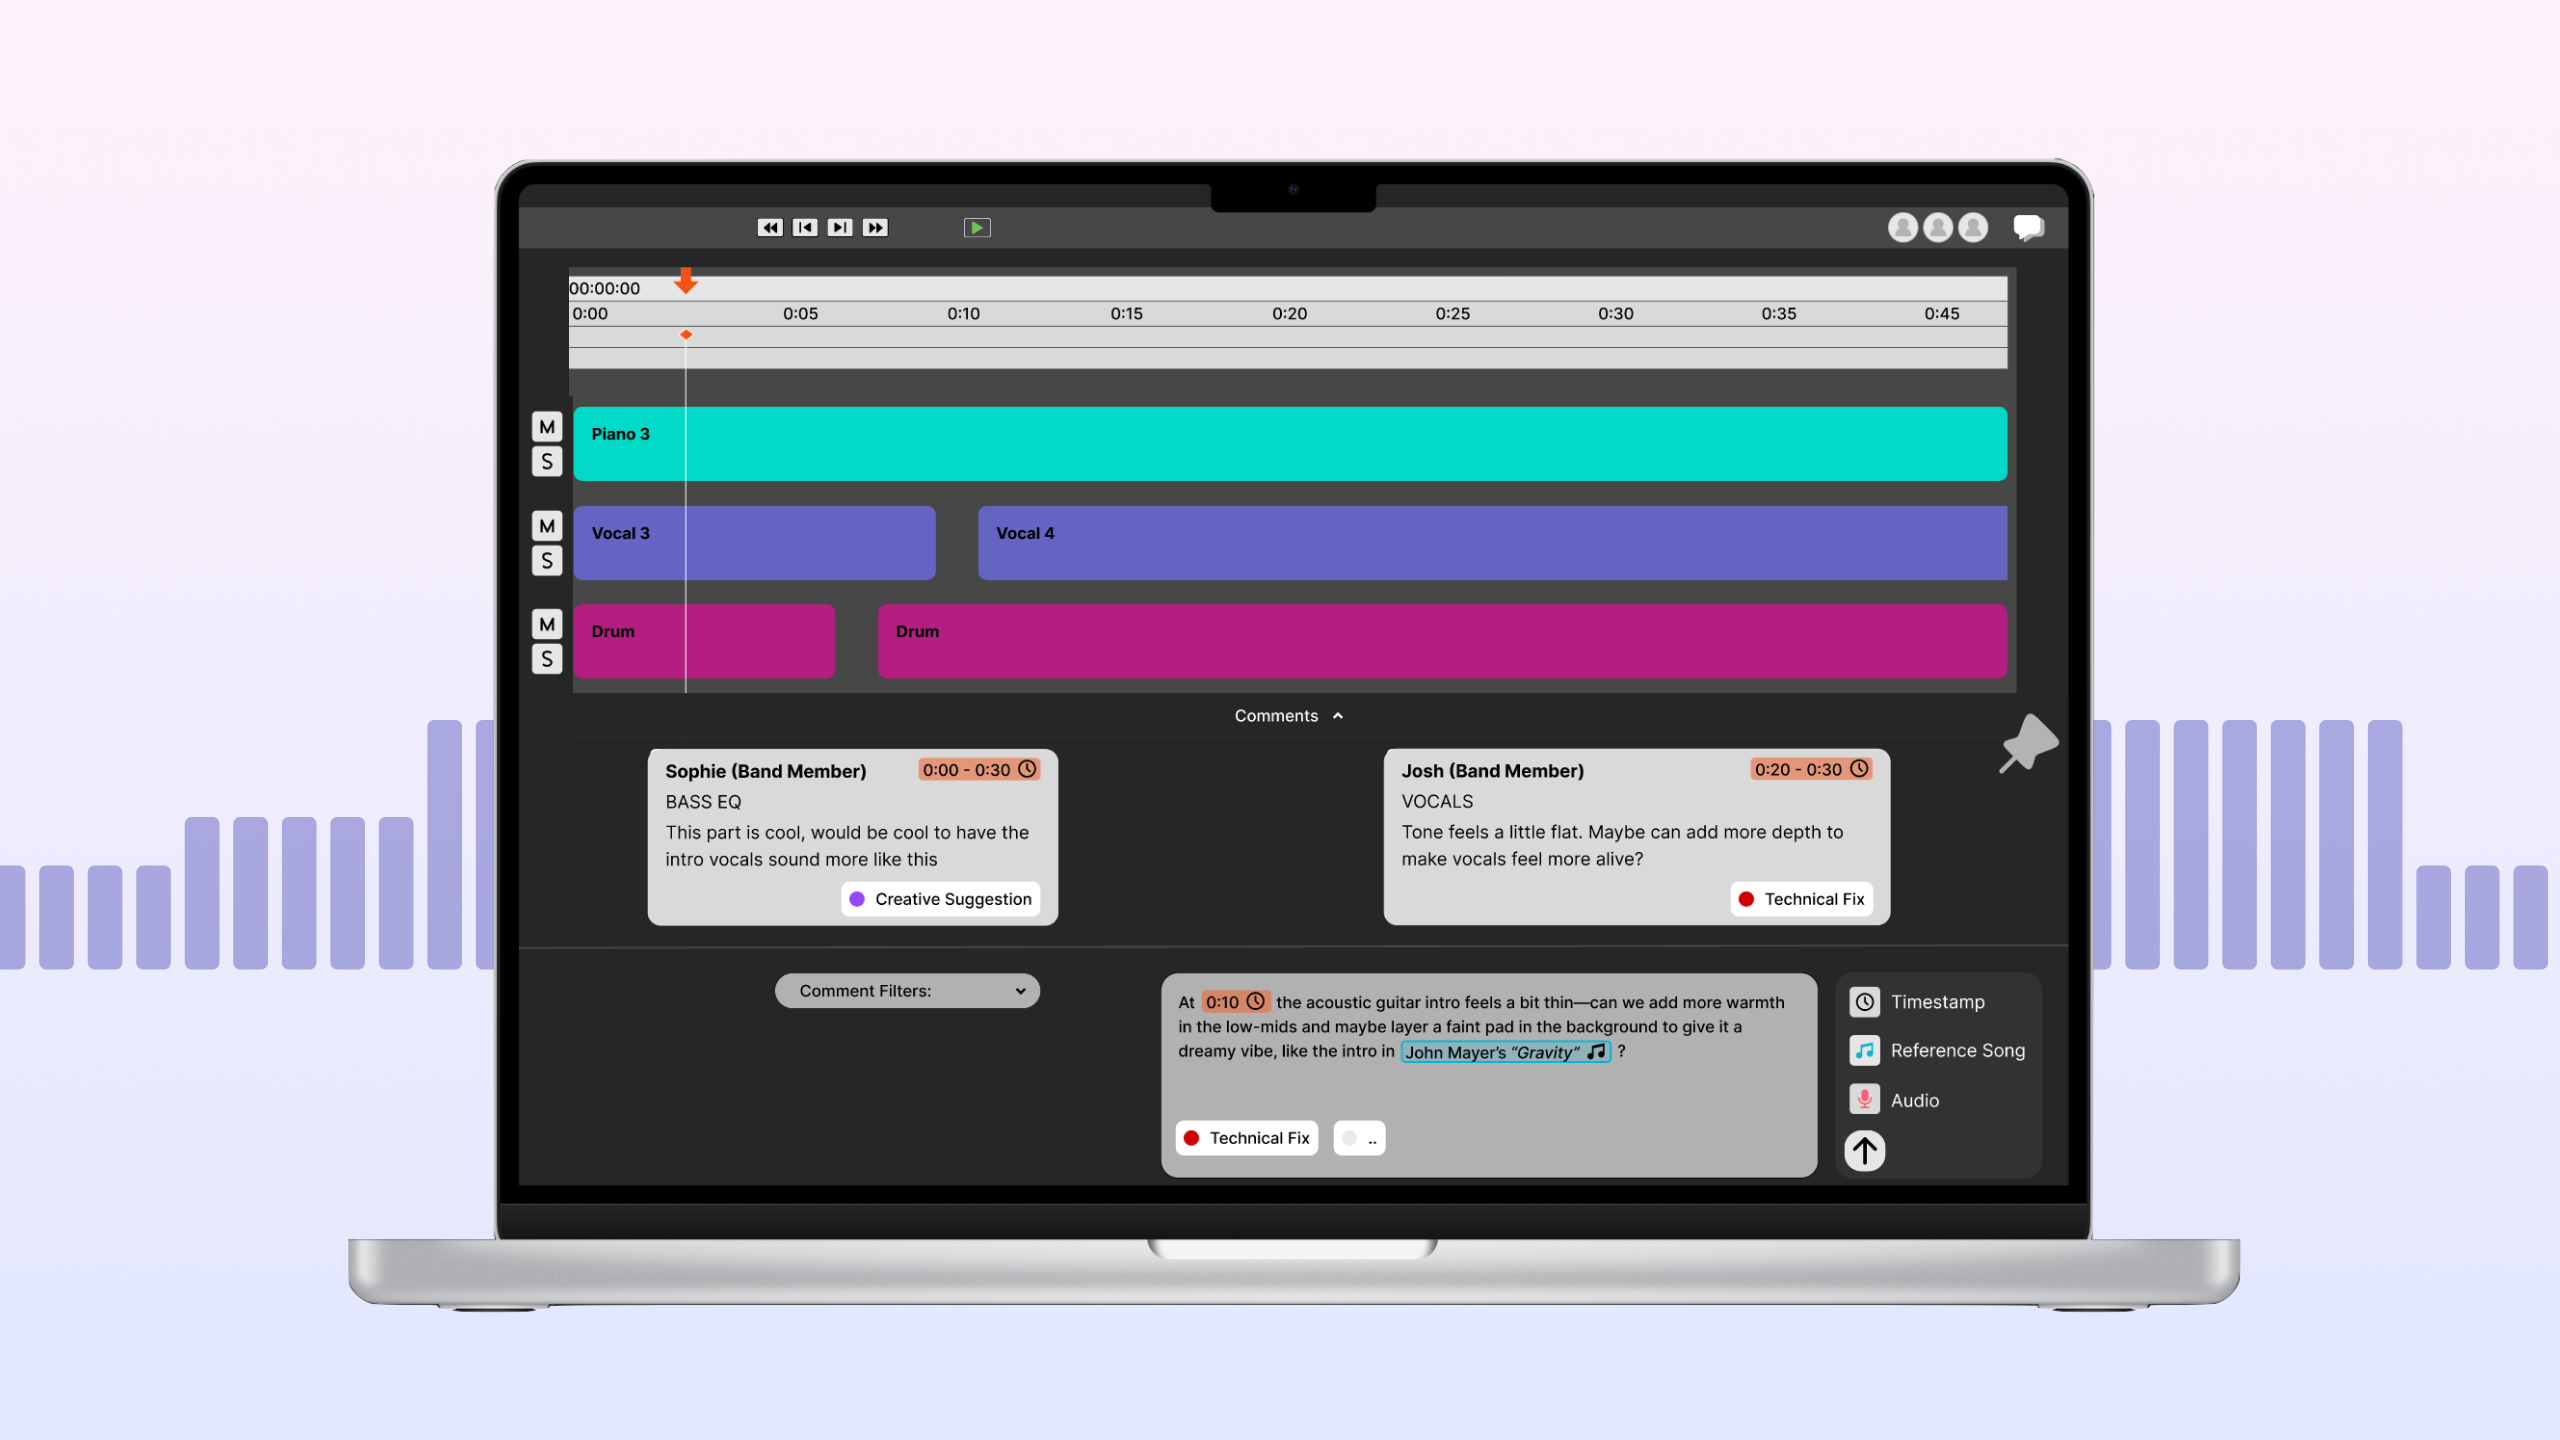 00:00:00
0:00 0:05 0:10 0:15 0:20 0:25 0:30 0:35 0:45
M
S
Piano 3
M
S
Vocal 3 Vocal 4
M
S
Drum Drum
Comments
Sophie (Band Member) 0:00 - 0:30
BASS EQ
This part is cool, would be cool to have the
intro vocals sound more like this
Creative Suggestion
Josh (Band Member) 0:20 - 0:30
VOCALS
Tone feels a little flat. Maybe can add more depth to
make vocals feel more alive?
Technical Fix
Comment Filters:
At 0:10 the acoustic guitar intro feels a bit thin—can we add more warmth
in the low-mids and maybe layer a faint pad in the background to give it a
dreamy vibe, like the intro in John Mayer’s “Gravity” ?
Technical Fix ..
Timestamp
Reference Song
Audio